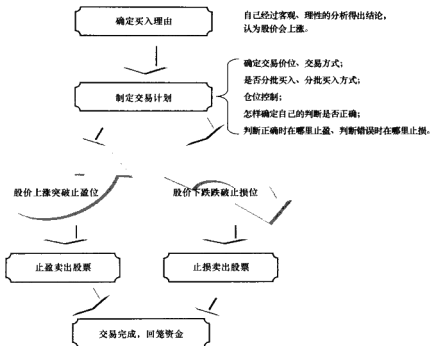 确定买入理由
自己经过客观、理性的分析得出结论，
认为股价会上涨。
制定交易计划
确定交易价位、交易方式；
是否分批买入、分批买入方式；
仓位控制；
怎样确定自己的判断是否正确；
判断正确时在哪里止盈、判断错误时在哪里止损。
股价上涨突破止盈位
股价下跌跌破止损位
止盈卖出股票
止损卖出股票
交易完成，回笼资金